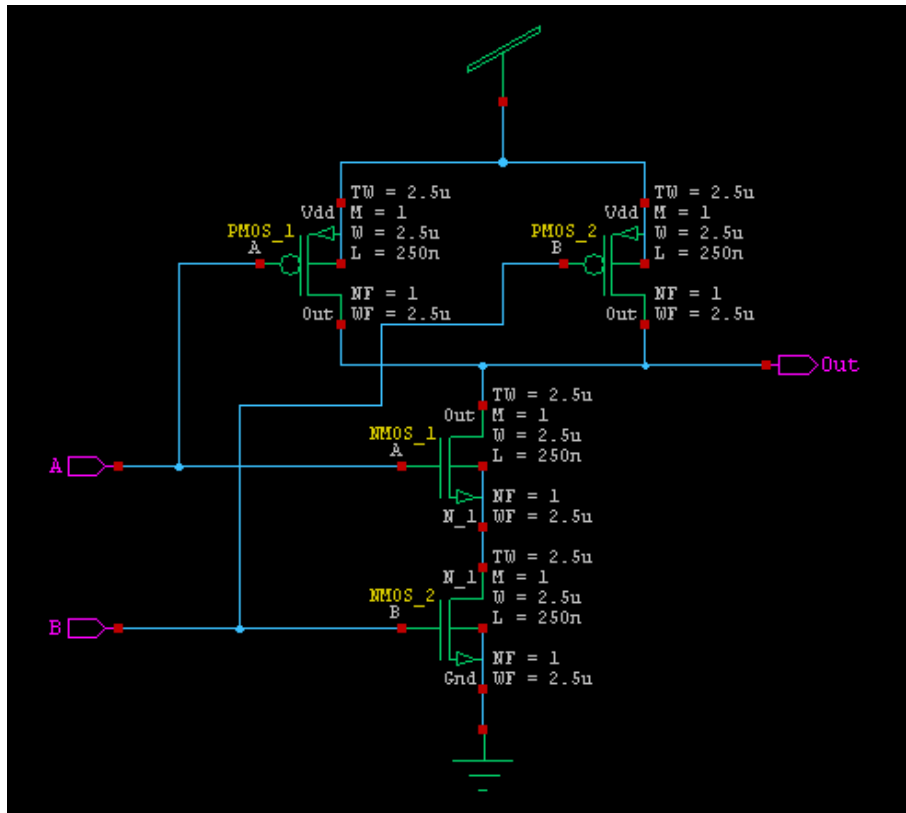 TW = 2.5u
Vdd M = 1
PMOS_1 W = 2.5u
A L = 250n
NF = 1
Out WF = 2.5u
TW = 2.5u
Vdd M = 1
PMOS_2 W = 2.5u
B L = 250n
NF = 1
Out WF = 2.5u
Out
TW = 2.5u
Out M = 1
NMOS_1 W = 2.5u
A L = 250n
A
NF = 1
N_1 WF = 2.5u
TW = 2.5u
N_1 M = 1
NMOS_2 W = 2.5u
B L = 250n
B
NF = 1
Gnd WF = 2.5u